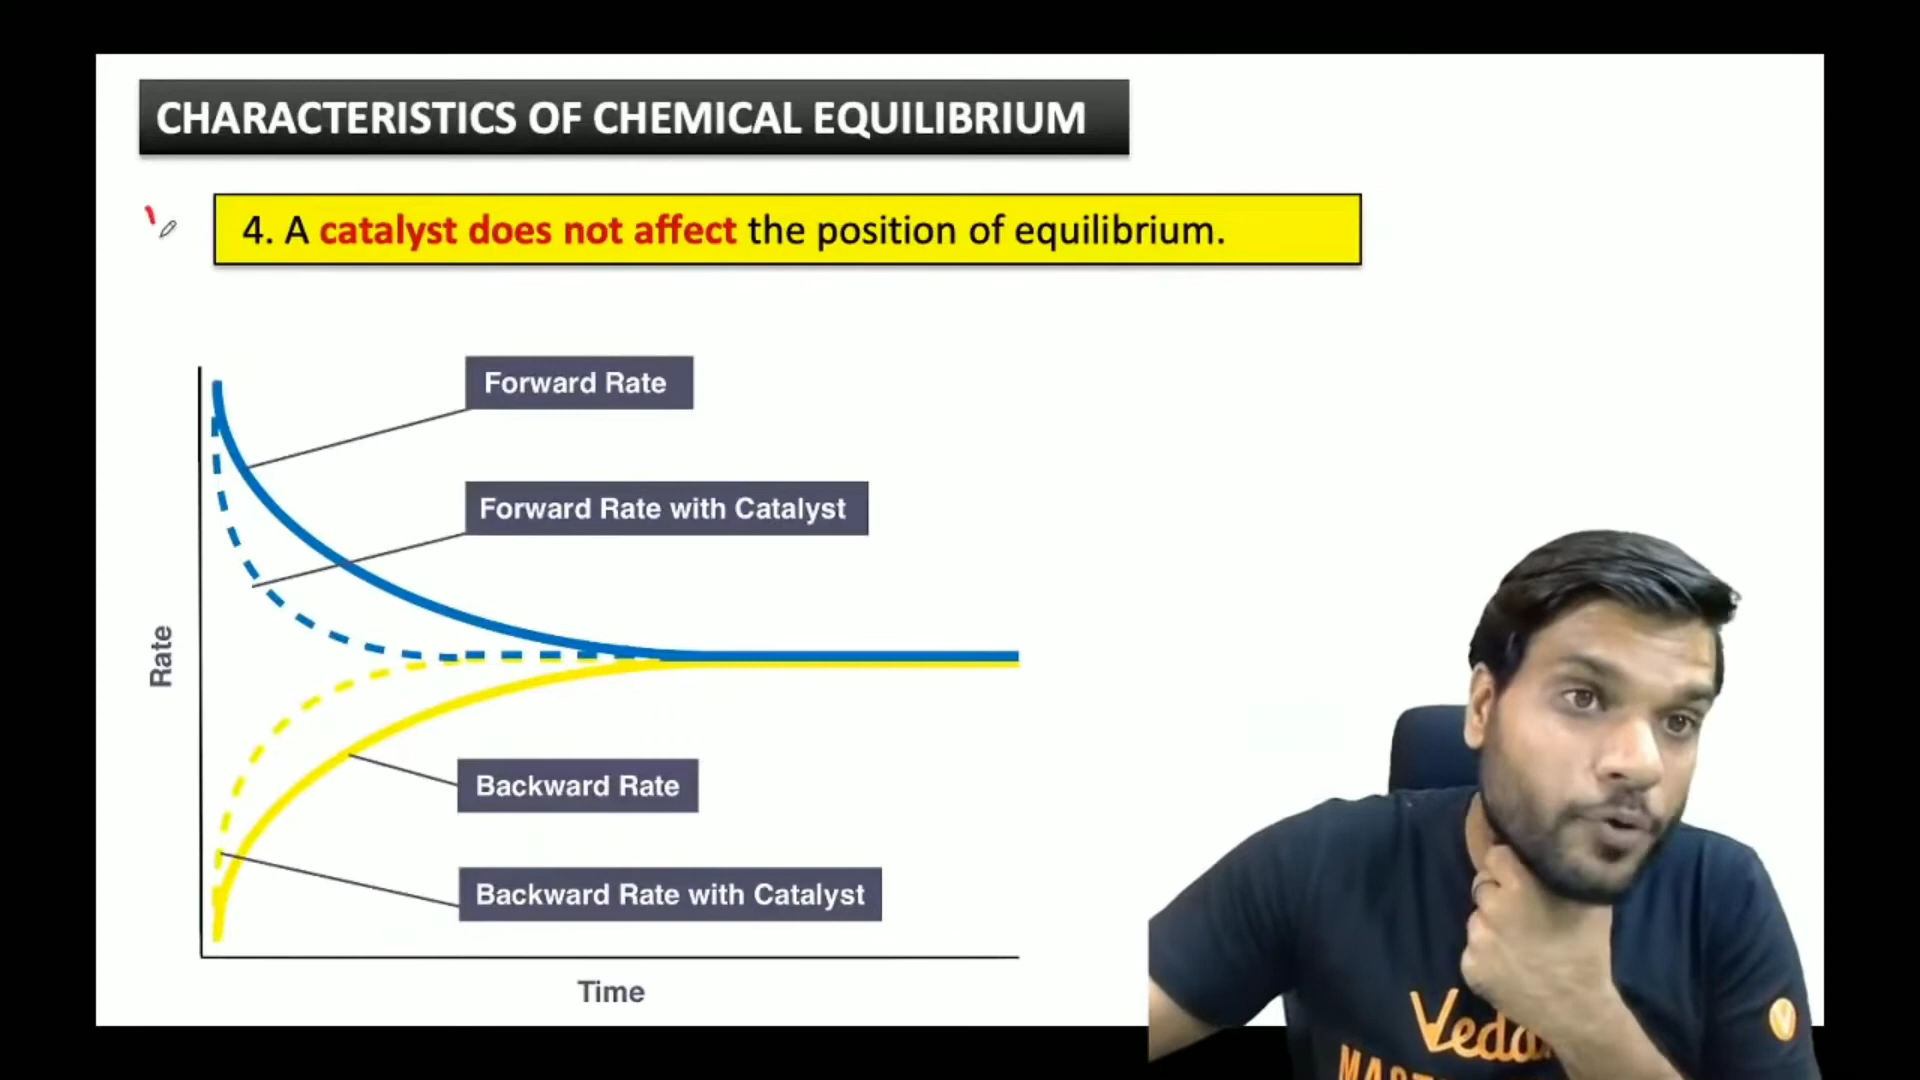 CHARACTERISTICS OF CHEMICAL EQUILIBRIUM
4. A catalyst does not affect the position of equilibrium.
Forward Rate
Forward Rate with Catalyst
Rate
Backward Rate
Backward Rate with Catalyst
Time